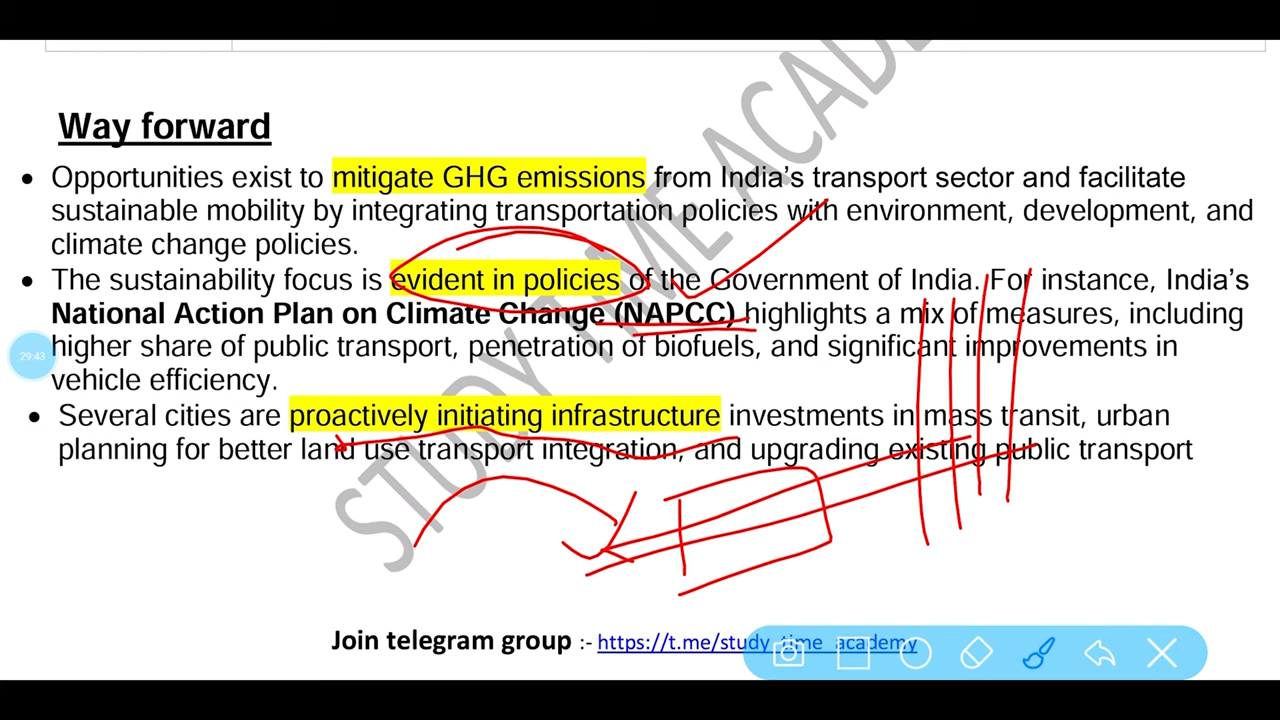 STUDY TIME ACADE
Way forward
• Opportunities exist to mitigate GHG emissions from India's transport sector and facilitate
sustainable mobility by integrating transportation policies with environment, development, and
climate change policies.
• The sustainability focus is evident in policies of the Government of India. For instance, India's
National Action Plan on Climate Change (NAPCC) highlights a mix of measures, including
29:43
higher share of public transport, penetration of biofuels, and significant improvements in
vehicle efficiency.
• Several cities are proactively initiating infrastructure investments in mass transit, urban
planning for better land use transport integration, and upgrading existing public transport
Join telegram group :- https://t.me/study_time_academy